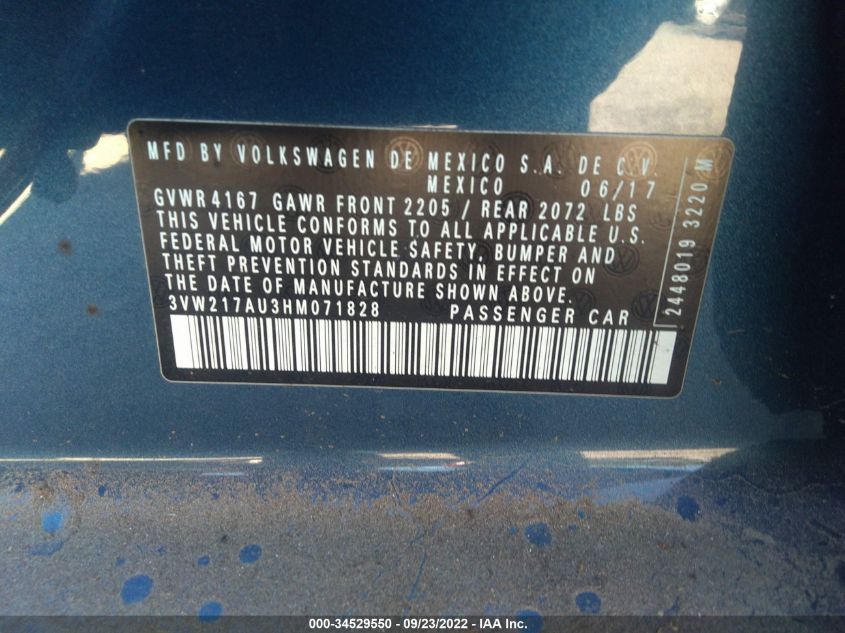 MFD BY VOLKSWAGEN DE MEXICO S.A. DE C.V.
MEXICO 06/17
GVWR 4167 GAWR FRONT 2205 / REAR 2072 LBS
THIS VEHICLE CONFORMS TO ALL APPLICABLE U.S.
FEDERAL MOTOR VEHICLE SAFETY, BUMPER AND
THEFT PREVENTION STANDARDS IN EFFECT ON
THE DATE OF MANUFACTURE SHOWN ABOVE.
3VW217AU3HM071828 PASSENGER CAR
2448019 3220 M
000-34529550 - 09/23/2022 - IAA Inc.